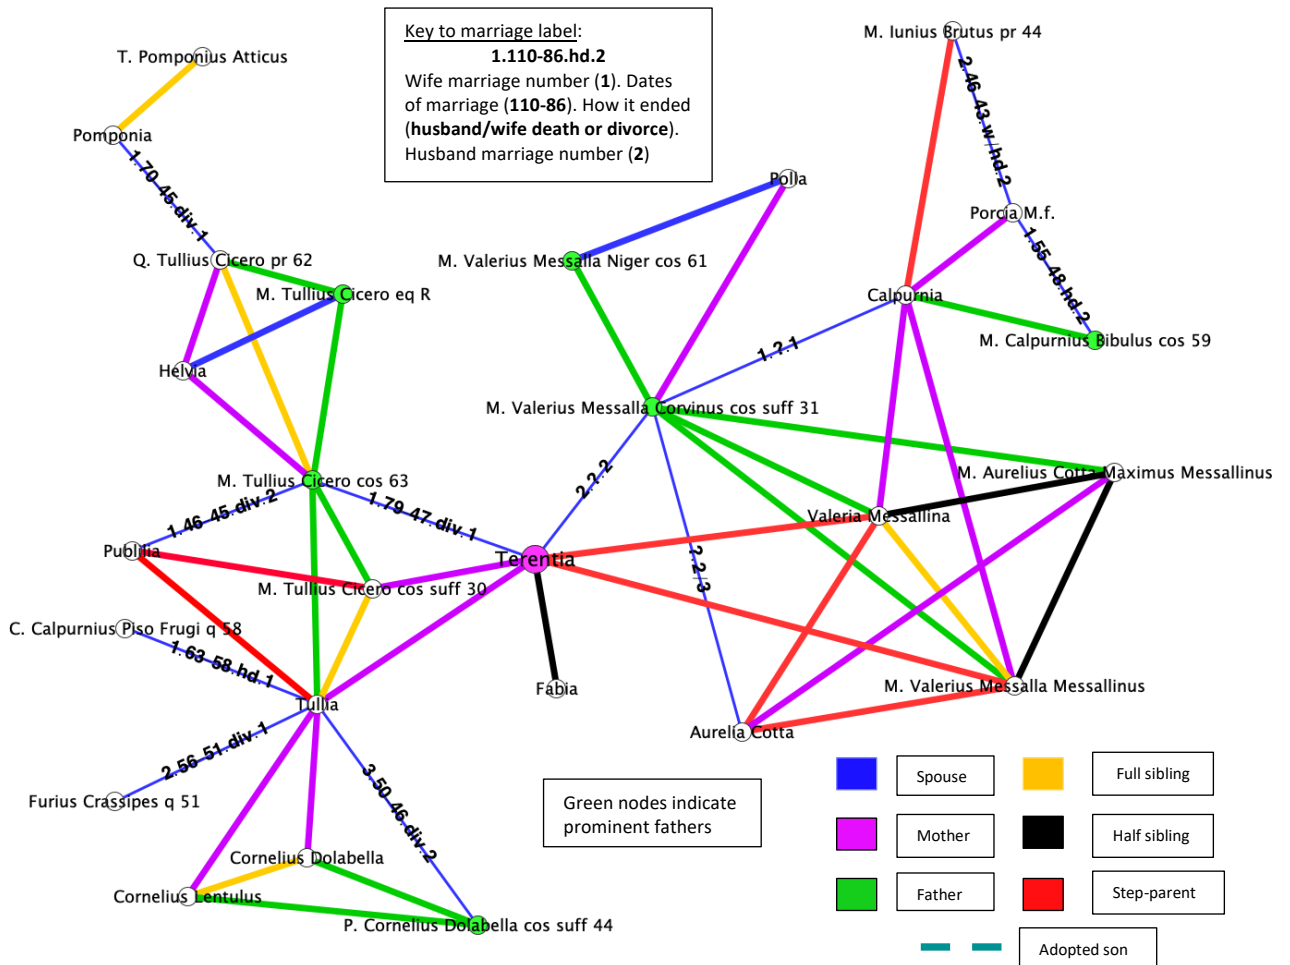 Key to marriage label:
1.110-86.hd.2
Wife marriage number (1). Dates
of marriage (110-86). How it ended
(husband/wife death or divorce).
Husband marriage number (2)
M. Iunius Brutus pr 44
T. Pomponius Atticus
2.46 43.w/hd.2
Pomponia
1.70 45.div.1
Polla
Porcia M.f.
1.55 48.hd.2
Q. Tullius Cicero pr 62
M. Valerius Messalla Niger cos 61
M. Tullius Cicero eq R
Calpurnia
M. Calpurnius Bibulus cos 59
1.?.1
Helvia
M. Valerius Messalla Corvinus cos suff 31
M. Tullius Cicero cos 63
2.?.2
M. Aurelius Cotta Maximus Messallinus
1.46 45.div.2
1.79 47.div.1
Valeria Messallina
Publilia
Terentia
2.?|3
M. Tullius Cicero cos suff 30
C. Calpurnius Piso Frugi q 58
1.63 58.hd.1
Fabia
M. Valerius Messalla Messallinus
Tullia
Aurelia Cotta
2.56 51.div.1
3.50 46.div.2
Furius Crassipes q 51
Green nodes indicate
prominent fathers
Spouse
Full sibling
Mother
Half sibling
Cornelius Dolabella
Cornelius Lentulus
Father
Step-parent
P. Cornelius Dolabella cos suff 44
Adopted son